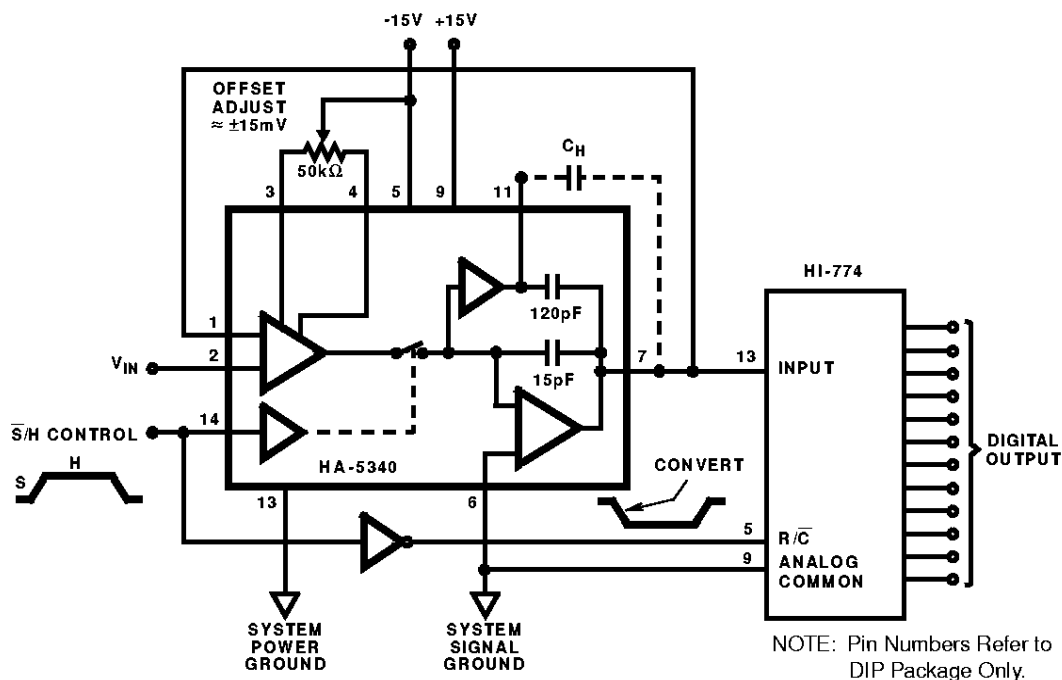 -15V +15V
OFFSET
ADJUST
≈ ±15mV
50kΩ
C_H
3 4 5 9 11
HI-774
1
120pF
2
V_IN
7
13
INPUT
15pF
14
S̅/H CONTROL
DIGITAL
OUTPUT
H
S
HA-5340
CONVERT
13
6
5
R/C̅
9
ANALOG
COMMON
SYSTEM
POWER
GROUND
SYSTEM
SIGNAL
GROUND
NOTE: Pin Numbers Refer to
DIP Package Only.